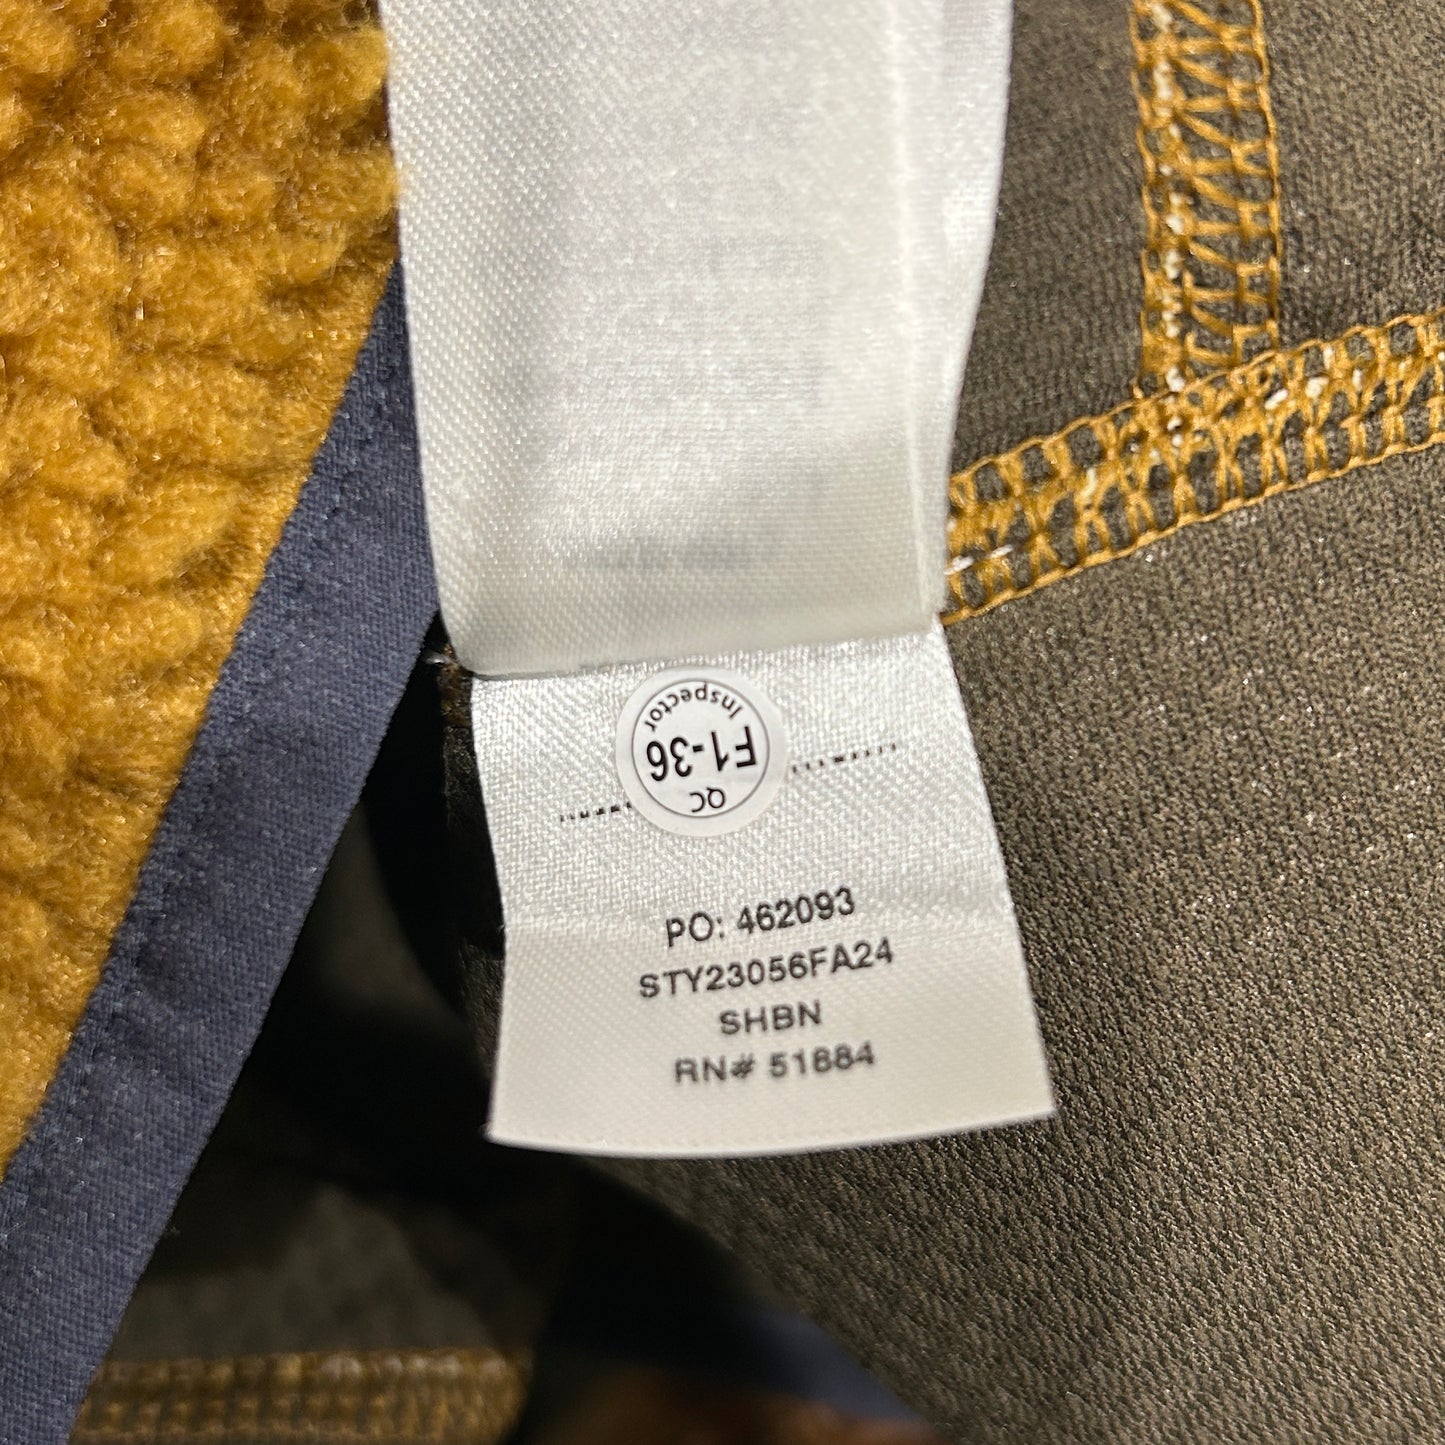 Inspector
F1-36
QC
PO: 462093
STY23056FA24
SHBN
RN# 51884